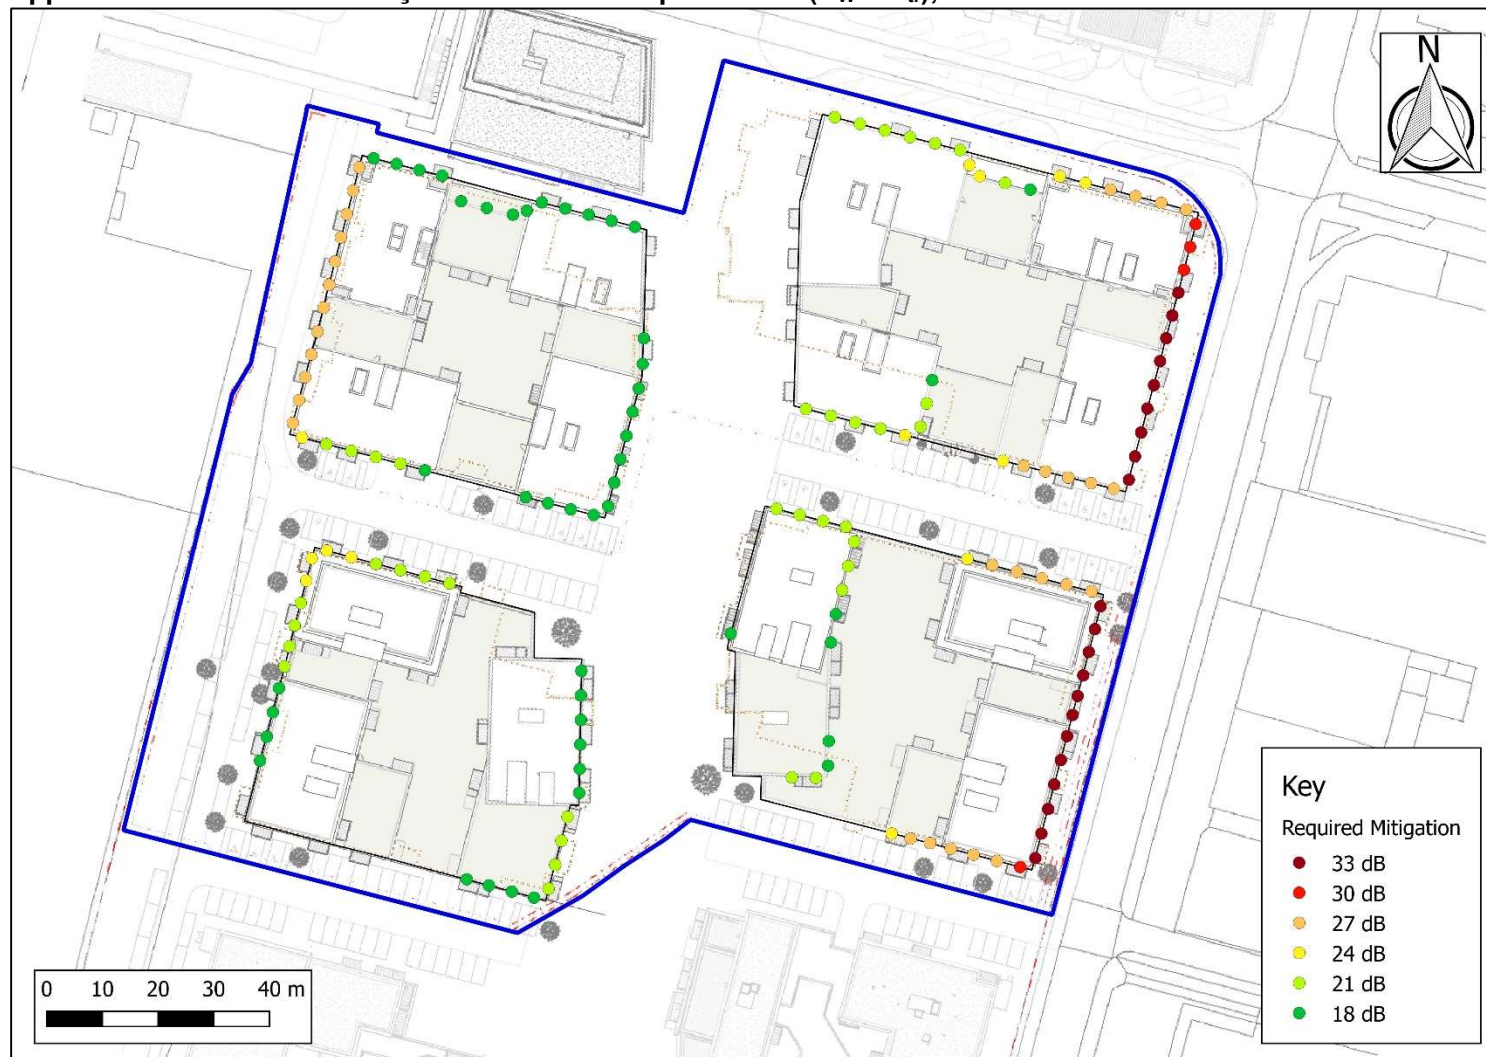 N
Key
Required Mitigation
33 dB
30 dB
27 dB
24 dB
21 dB
18 dB
0 10 20 30 40 m